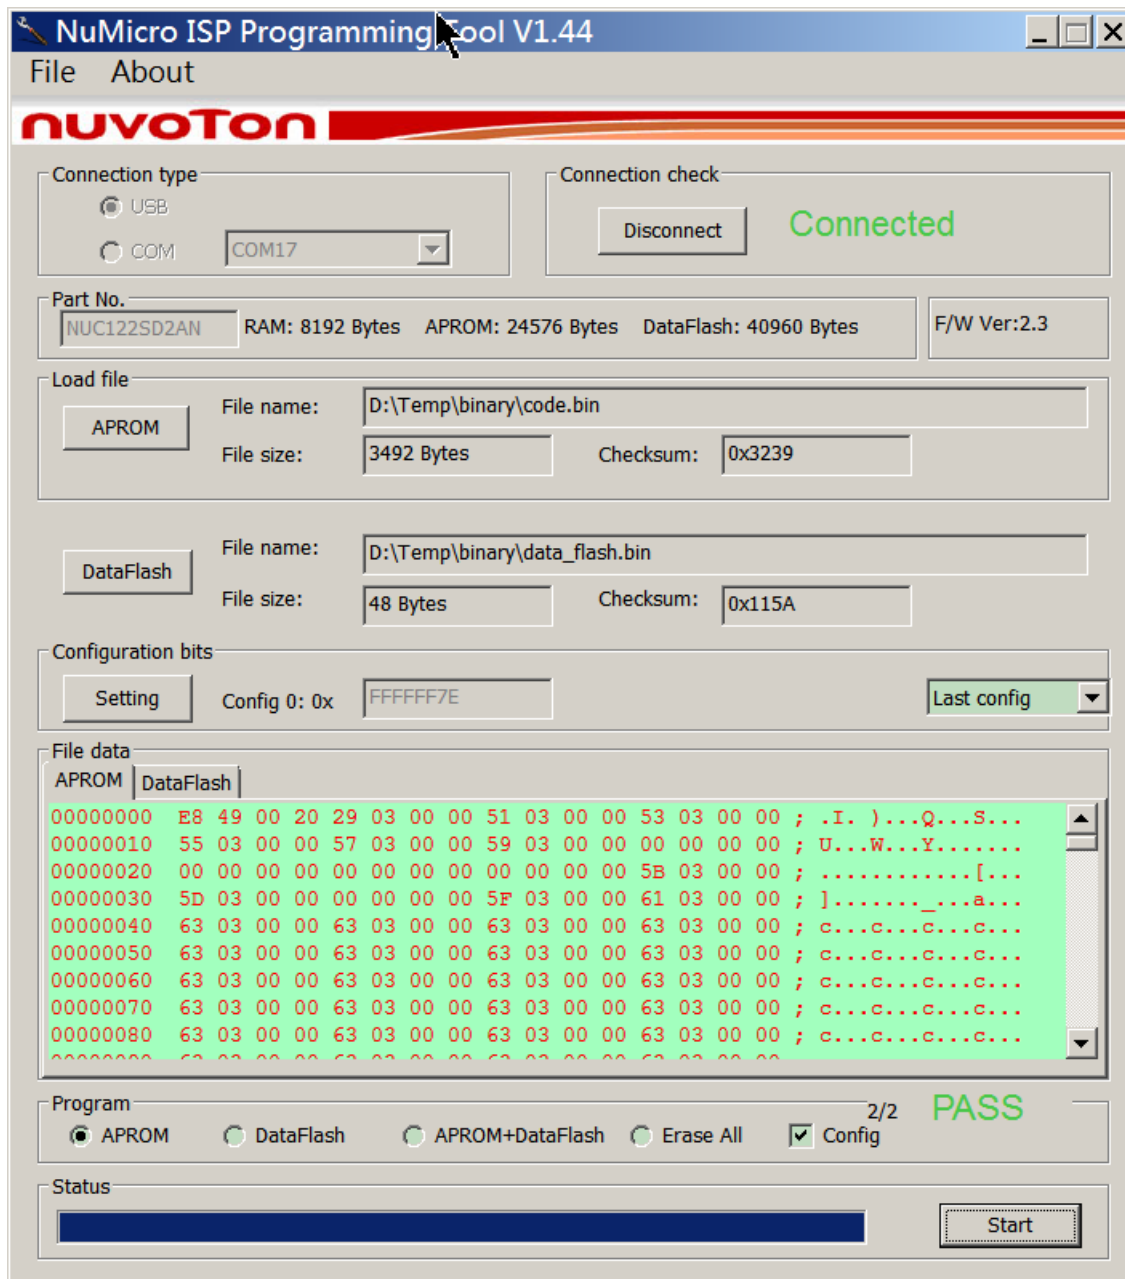 NuMicro ISP Programming Tool V1.44
File About
nuvoTon
Connection type
USB
COM COM17
Connection check
Disconnect Connected
Part No.
NUC122SD2AN RAM: 8192 Bytes APROM: 24576 Bytes DataFlash: 40960 Bytes F/W Ver:2.3
Load file
APROM File name: D:\Temp\binary\code.bin
File size: 3492 Bytes Checksum: 0x3239
DataFlash File name: D:\Temp\binary\data_flash.bin
File size: 48 Bytes Checksum: 0x115A
Configuration bits
Setting Config 0: 0x FFFFFF7E Last config
File data
APROM DataFlash
00000000 E8 49 00 20 29 03 00 00 51 03 00 00 53 03 00 00 ; .I. )...Q...S...
00000010 55 03 00 00 57 03 00 00 59 03 00 00 00 00 00 00 ; U...W...Y.......
00000020 00 00 00 00 00 00 00 00 00 00 00 00 5B 03 00 00 ; ............[...
00000030 5D 03 00 00 00 00 00 00 5F 03 00 00 61 03 00 00 ; ]......._...a...
00000040 63 03 00 00 63 03 00 00 63 03 00 00 63 03 00 00 ; c...c...c...c...
00000050 63 03 00 00 63 03 00 00 63 03 00 00 63 03 00 00 ; c...c...c...c...
00000060 63 03 00 00 63 03 00 00 63 03 00 00 63 03 00 00 ; c...c...c...c...
00000070 63 03 00 00 63 03 00 00 63 03 00 00 63 03 00 00 ; c...c...c...c...
00000080 63 03 00 00 63 03 00 00 63 03 00 00 63 03 00 00 ; c...c...c...c...
Program 2/2 PASS
APROM DataFlash APROM+DataFlash Erase All Config
Status
Start